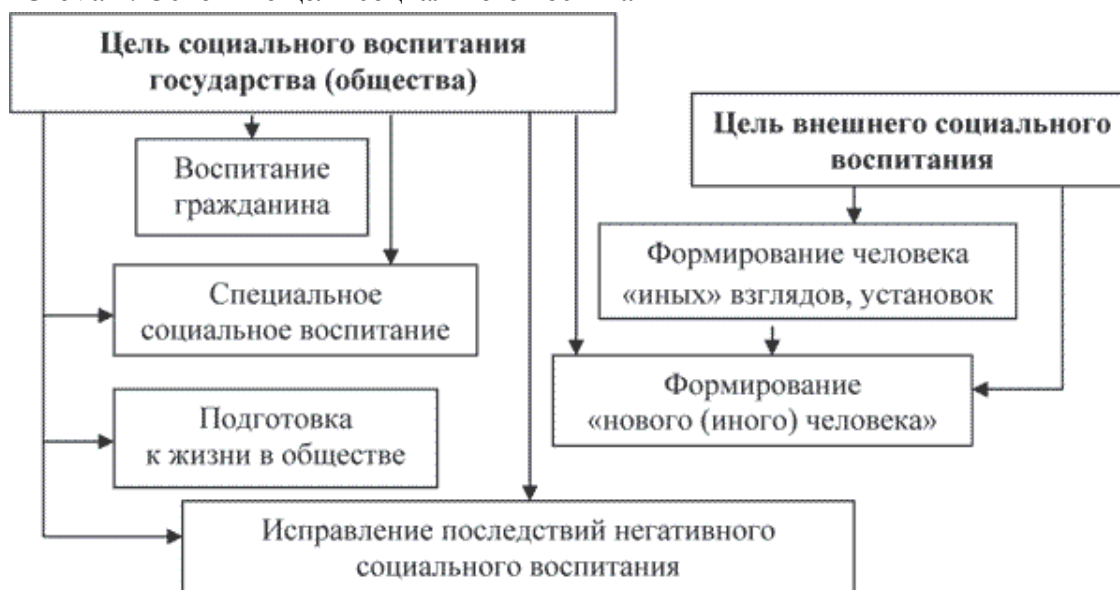 Цель социального воспитания
государства (общества)
Цель внешнего социального
воспитания
Воспитание
гражданина
Формирование человека
«иных» взглядов, установок
Специальное
социальное воспитание
Формирование
«нового (иного) человека»
Подготовка
к жизни в обществе
Исправление последствий негативного
социального воспитания